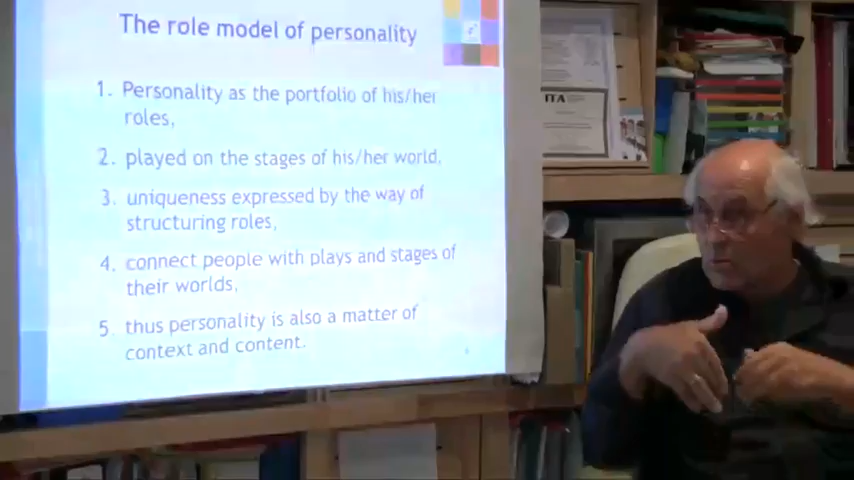 The role model of personality
1. Personality as the portfolio of his/her
roles,
2. played on the stages of his/her world,
3. uniqueness expressed by the way of
structuring roles,
4. connect people with plays and stages of
their worlds,
5. thus personality is also a matter of
context and content.
ITA